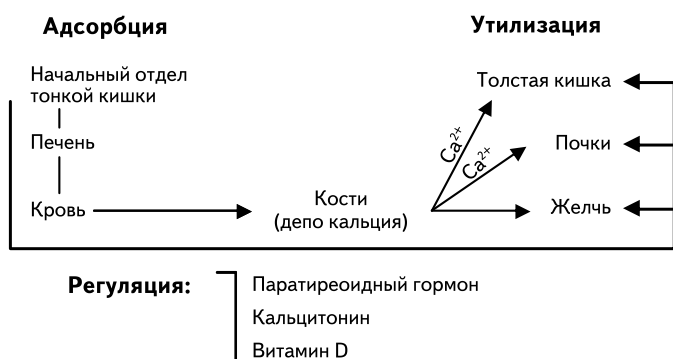 Адсорбция
Утилизация
Начальный отдел
тонкой кишки
Печень
Кровь
Кости
(депо кальция)
Ca²⁺
Ca²⁺
Толстая кишка
Почки
Желчь
Регуляция:
Паратиреоидный гормон
Кальцитонин
Витамин D